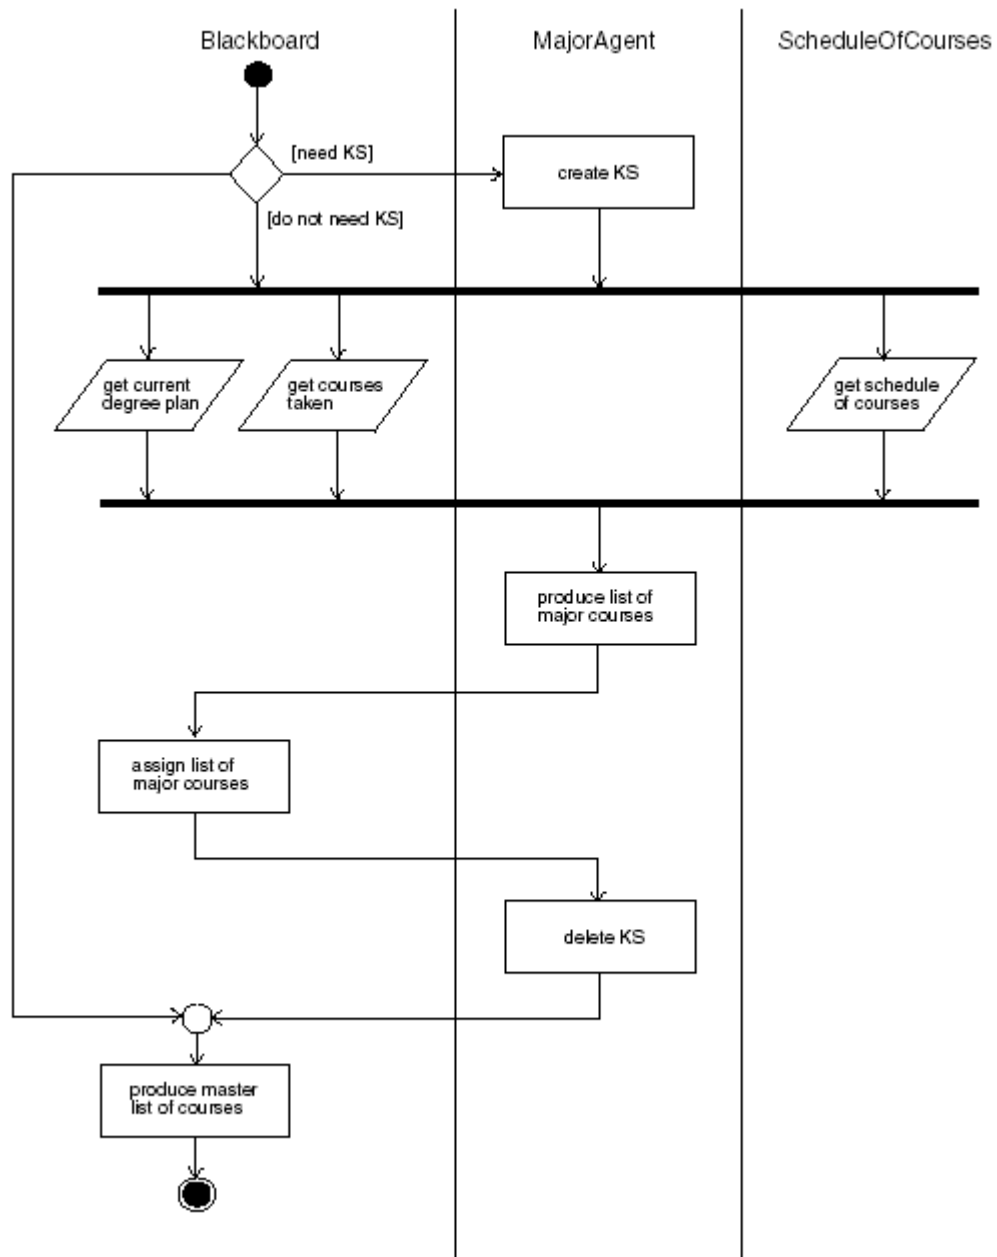 Blackboard
MajorAgent
ScheduleOfCourses
[need KS]
create KS
[do not need KS]
get current
degree plan
get courses
taken
get schedule
of courses
produce list of
major courses
assign list of
major courses
delete KS
produce master
list of courses